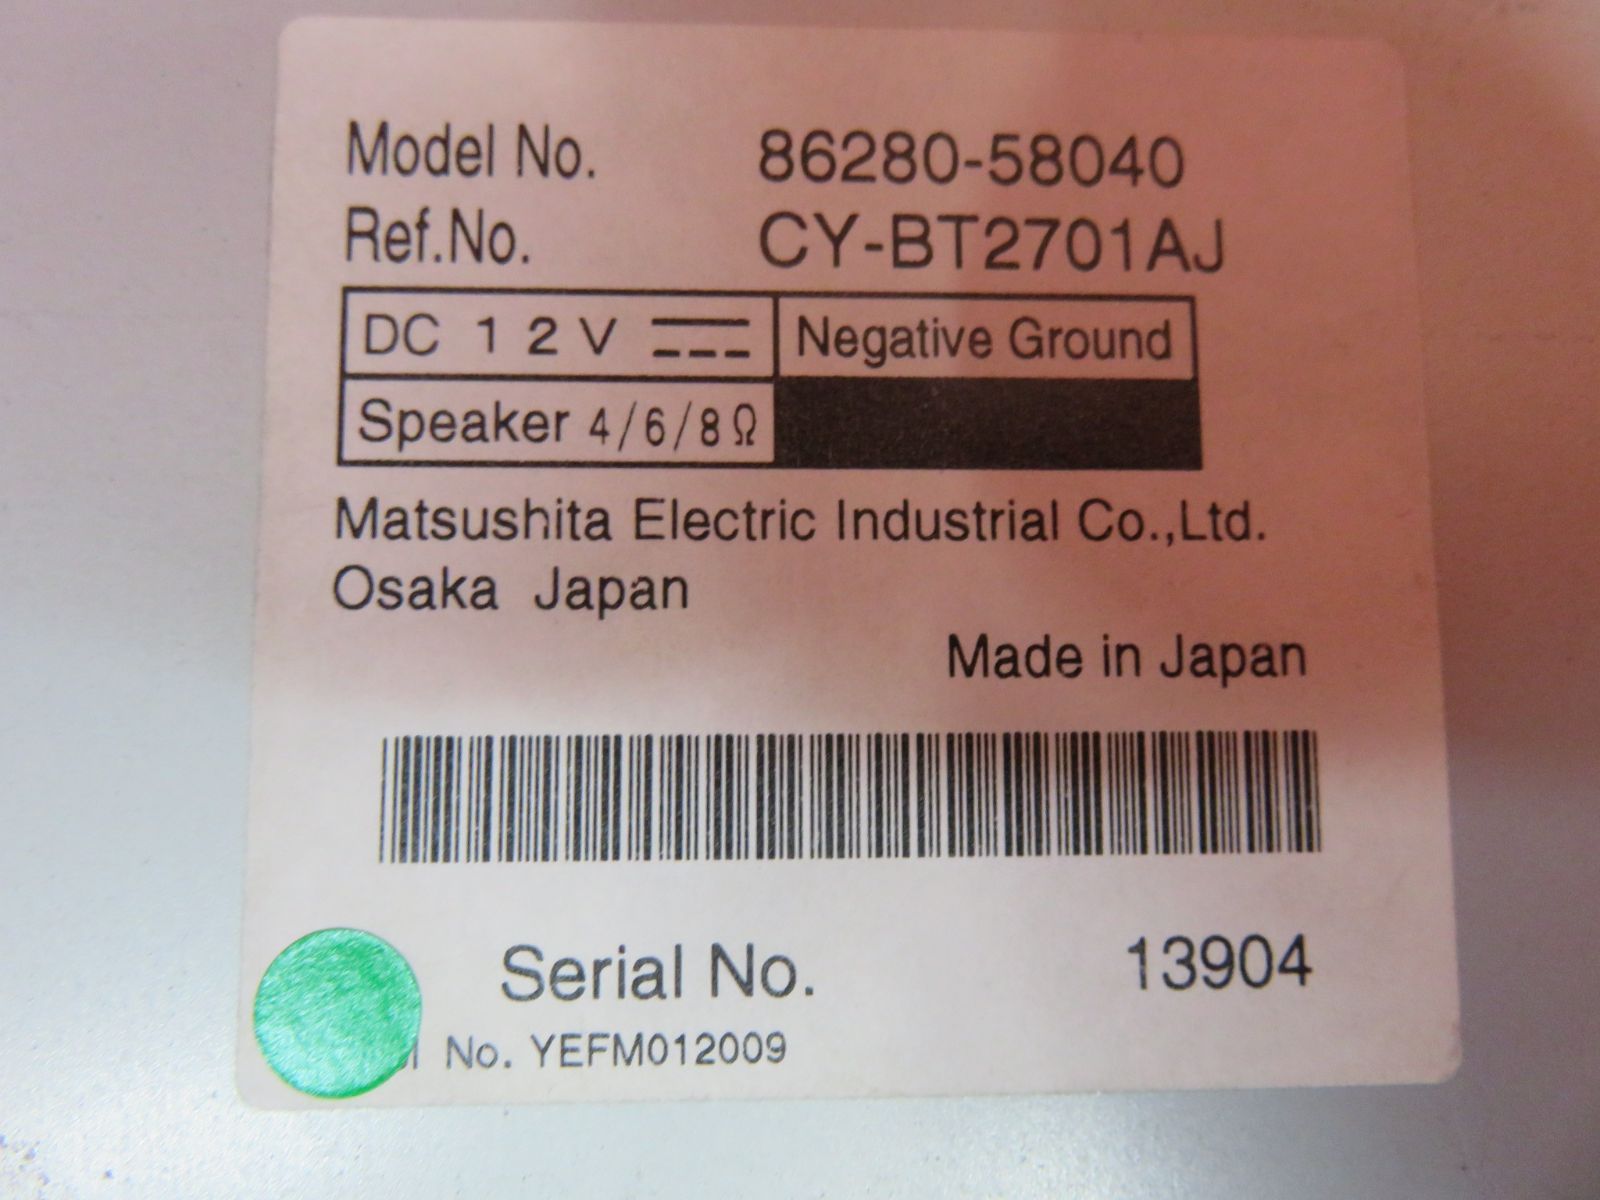 Model No. 86280-58040
Ref.No. CY-BT2701AJ
DC 12V Negative Ground
Speaker 4/6/8Ω
Matsushita Electric Industrial Co.,Ltd.
Osaka Japan
Made in Japan
Serial No. 13904
No. YEFM012009